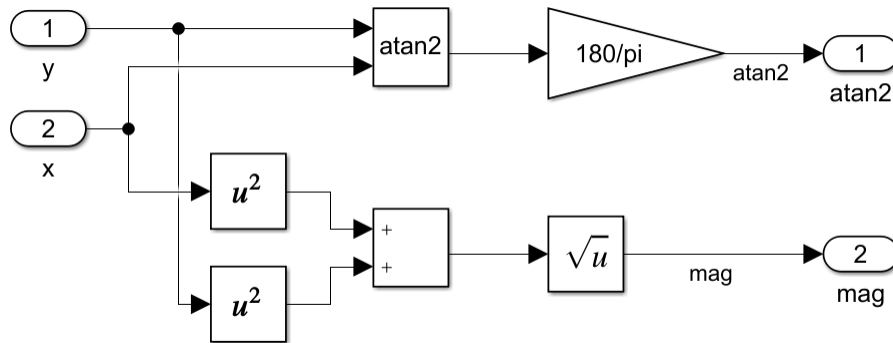 1
y
2
x
atan2
180/pi
atan2
1
atan2
u²
+
+
u²
√u
mag
2
mag